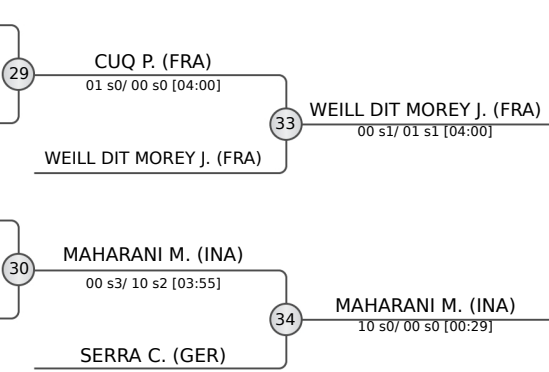 CUQ P. (FRA)
29
01 s0/ 00 s0 [04:00]
WEILL DIT MOREY J. (FRA)
33
00 s1/ 01 s1 [04:00]
WEILL DIT MOREY J. (FRA)
MAHARANI M. (INA)
30
00 s3/ 10 s2 [03:55]
MAHARANI M. (INA)
34
10 s0/ 00 s0 [00:29]
SERRA C. (GER)